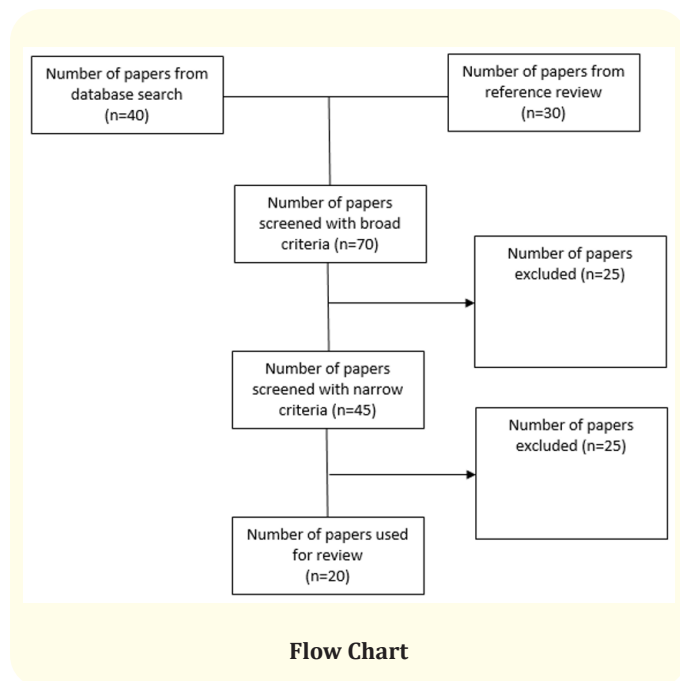 Number of papers from
database search
(n=40)
Number of papers from
reference review
(n=30)
Number of papers
screened with broad
criteria (n=70)
Number of papers
excluded (n=25)
Number of papers
screened with narrow
criteria (n=45)
Number of papers
excluded (n=25)
Number of papers used
for review
(n=20)
Flow Chart